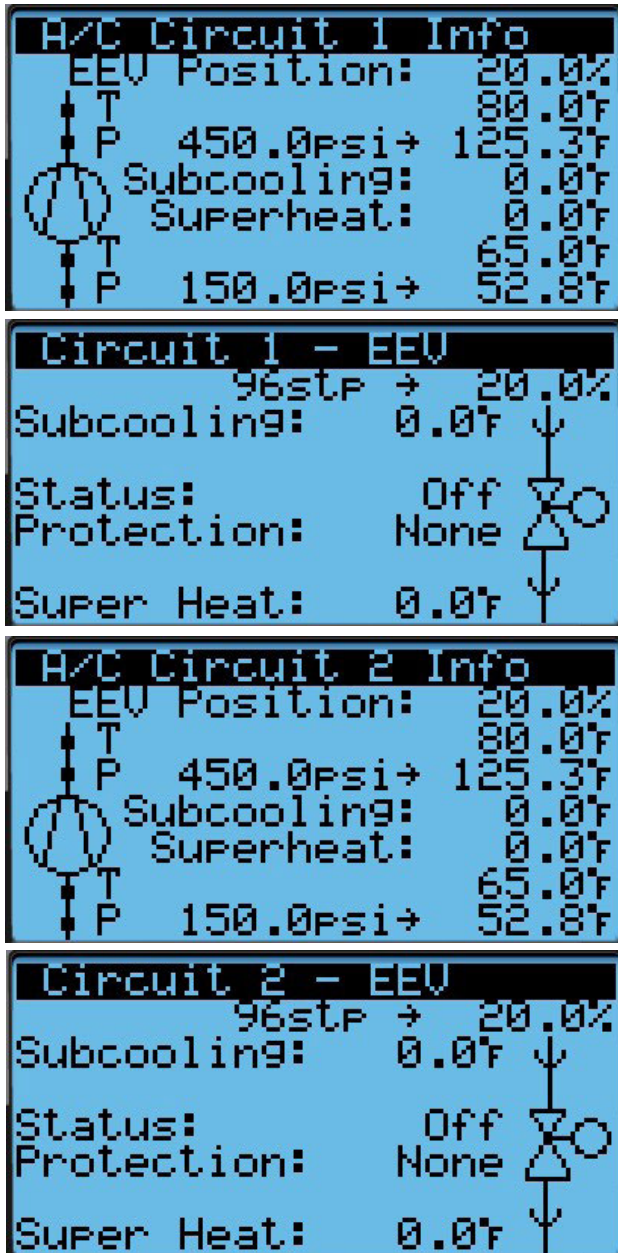 A/C Circuit 1 Info
EEV Position: 20.0%
T 80.0°F
P 450.0psi→ 125.3°F
Subcooling: 0.0°F
Superheat: 0.0°F
T 65.0°F
P 150.0psi→ 52.8°F
Circuit 1 - EEV
96stp → 20.0%
Subcooling: 0.0°F
Status: Off
Protection: None
Super Heat: 0.0°F
A/C Circuit 2 Info
EEV Position: 20.0%
T 80.0°F
P 450.0psi→ 125.3°F
Subcooling: 0.0°F
Superheat: 0.0°F
T 65.0°F
P 150.0psi→ 52.8°F
Circuit 2 - EEV
96stp → 20.0%
Subcooling: 0.0°F
Status: Off
Protection: None
Super Heat: 0.0°F